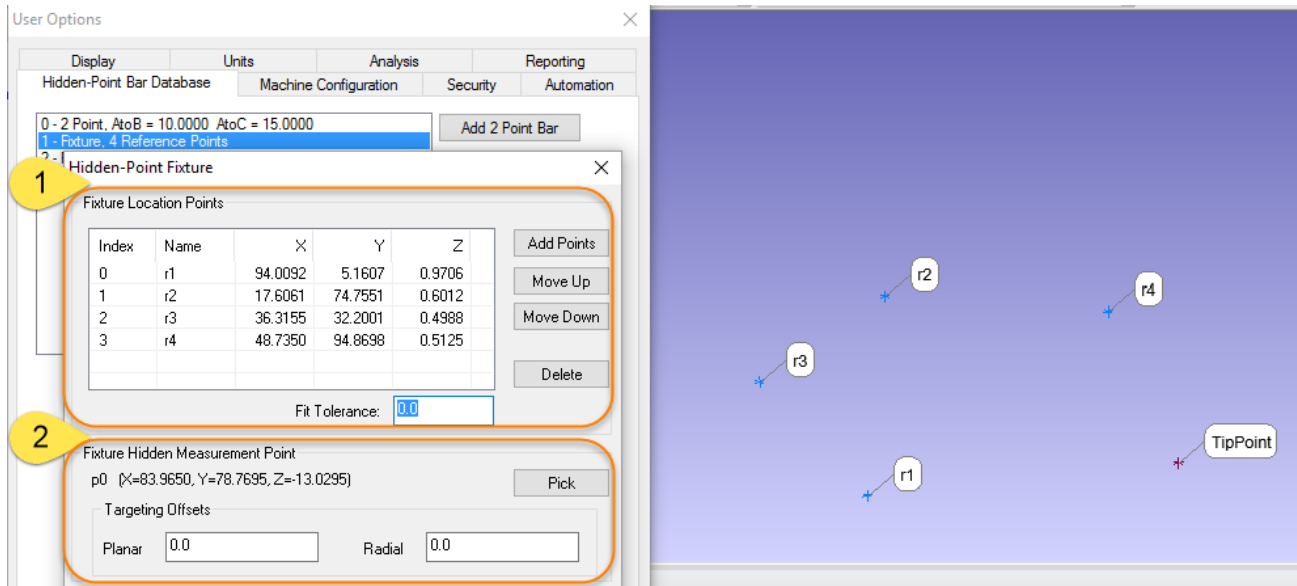 User Options
Display Units Analysis Reporting
Hidden-Point Bar Database Machine Configuration Security Automation
0 - 2 Point, AtoB = 10.0000 AtoC = 15.0000
Add 2 Point Bar
1 - Fixture, 4 Reference Points
Hidden-Point Fixture
1
Fixture Location Points
Index Name X Y Z
0 r1 94.0092 5.1607 0.9706
1 r2 17.6061 74.7551 0.6012
2 r3 36.3155 32.2001 0.4988
3 r4 48.7350 94.8698 0.5125
Add Points
Move Up
Move Down
Delete
Fit Tolerance: 0.0
2
Fixture Hidden Measurement Point
p0 (X=83.9650, Y=78.7695, Z=-13.0295)
Pick
Targeting Offsets
Planar 0.0 Radial 0.0
r2
r4
r3
TipPoint
r1